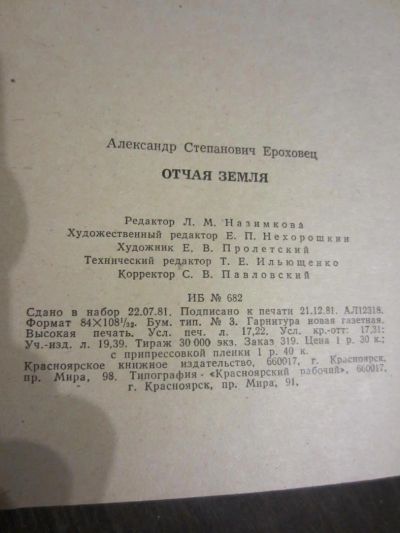 Александр Степанович Ероховец
ОТЧАЯ ЗЕМЛЯ
Редактор Л. М. Назимкова
Художественный редактор Е. П. Нехорошкин
Художник Е. В. Пролетский
Технический редактор Т. Е. Ильющенко
Корректор С. В. Павловский
ИБ № 682
Сдано в набор 22.07.81. Подписано к печати 21.12.81. АЛ12318.
Формат 84×108¹/₃₂. Бум. тип. № 3. Гарнитура новая газетная.
Высокая печать. Усл. печ. л. 17,22. Усл. кр.-отт: 17,31;
Уч.-изд. л. 19,39. Тираж 30 000 экз. Заказ 319. Цена 1 р. 30 к.;
с припрессовкой пленки 1 р. 40 к.
Красноярское книжное издательство, 660017, г. Красноярск,
пр. Мира, 98. Типография «Красноярский рабочий», 660017,
г. Красноярск, пр. Мира, 91.